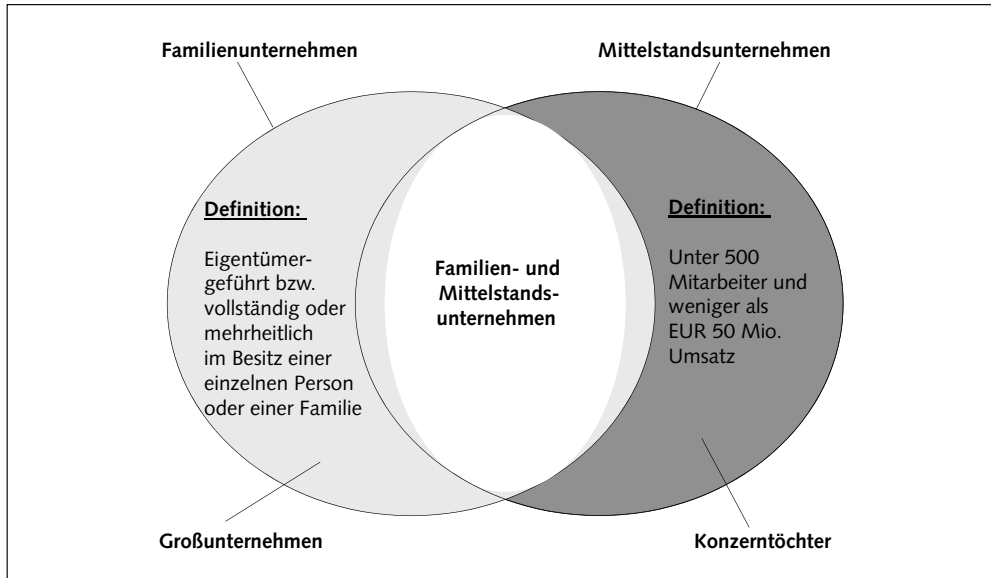 Familienunternehmen
Mittelstandsunternehmen
Definition:
Eigentümer-
geführt bzw.
vollständig oder
mehrheitlich
im Besitz einer
einzelnen Person
oder einer Familie
Familien- und
Mittelstands-
unternehmen
Definition:
Unter 500
Mitarbeiter und
weniger als
EUR 50 Mio.
Umsatz
Großunternehmen
Konzerntöchter